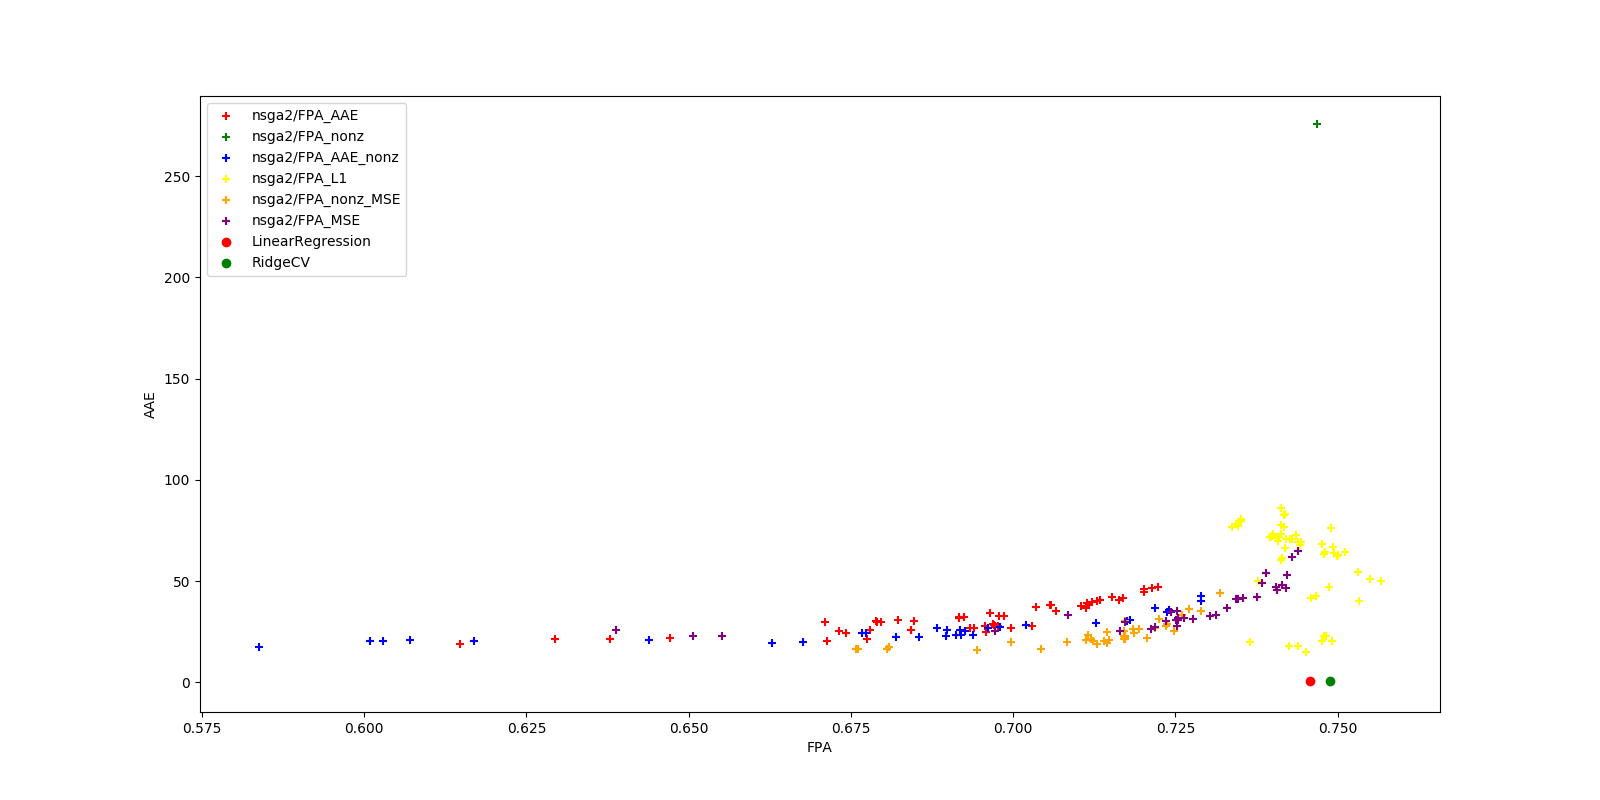 nsga2/FPA_AAE
nsga2/FPA_nonz
nsga2/FPA_AAE_nonz
nsga2/FPA_L1
nsga2/FPA_nonz_MSE
nsga2/FPA_MSE
LinearRegression
RidgeCV
250
200
150
100
50
0
AAE
0.575 0.600 0.625 0.650 0.675 0.700 0.725 0.750
FPA